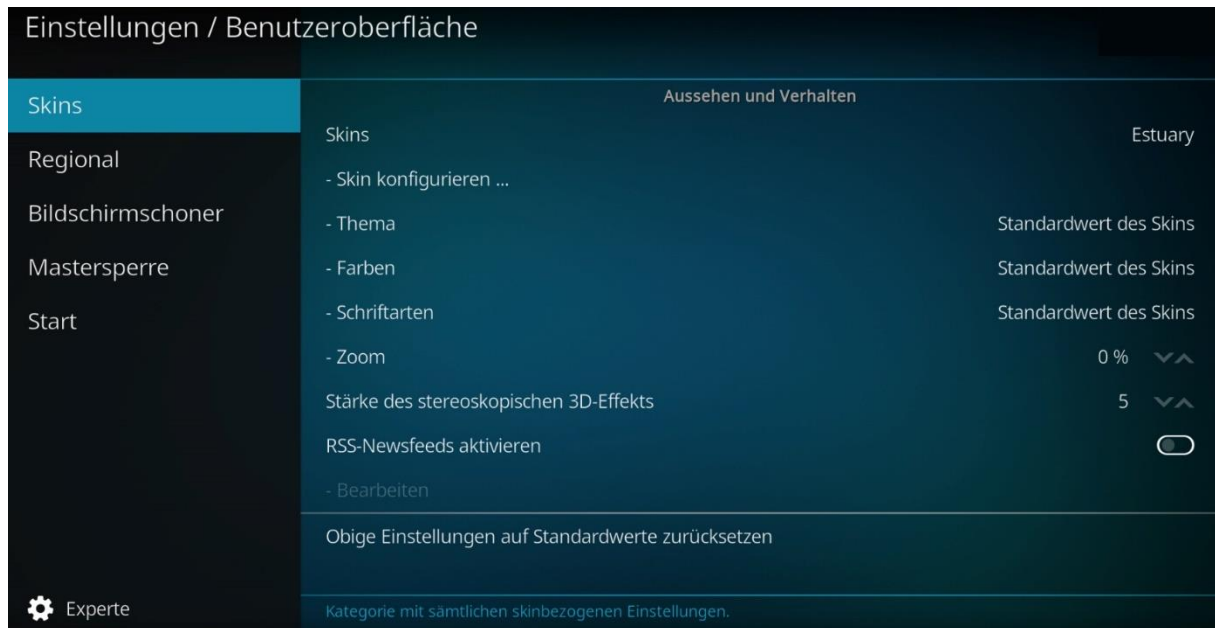 Einstellungen / Benutzeroberfläche
Skins
Regional
Bildschirmschoner
Mastersperre
Start
Experte
Aussehen und Verhalten
Skins Estuary
- Skin konfigurieren ...
- Thema Standardwert des Skins
- Farben Standardwert des Skins
- Schriftarten Standardwert des Skins
- Zoom 0 %
Stärke des stereoskopischen 3D-Effekts 5
RSS-Newsfeeds aktivieren
- Bearbeiten
Obige Einstellungen auf Standardwerte zurücksetzen
Kategorie mit sämtlichen skinbezogenen Einstellungen.